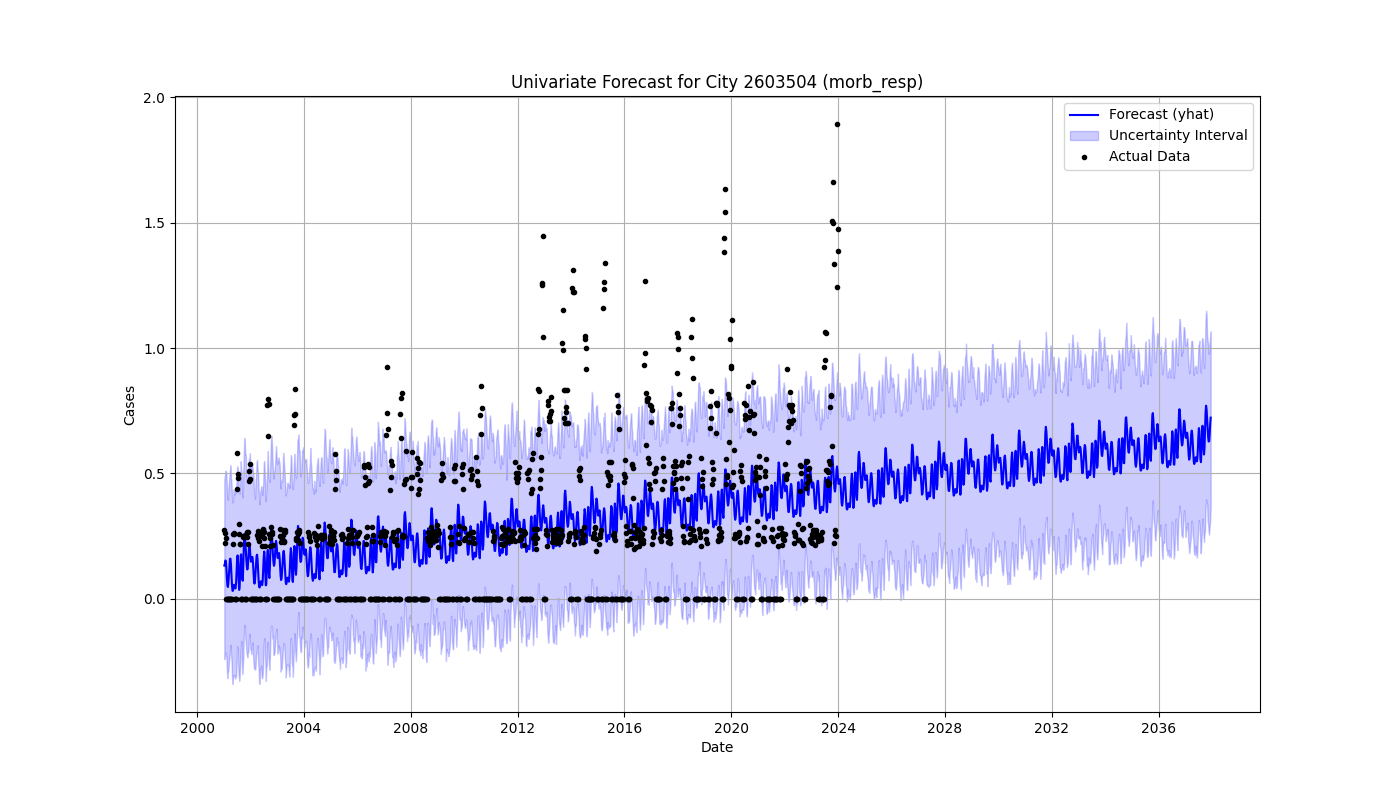 Univariate Forecast for City 2603504 (morb_resp)
Forecast (yhat)
Uncertainty Interval
Actual Data
2.0
1.5
1.0
0.5
0.0
Cases
2000 2004 2008 2012 2016 2020 2024 2028 2032 2036
Date